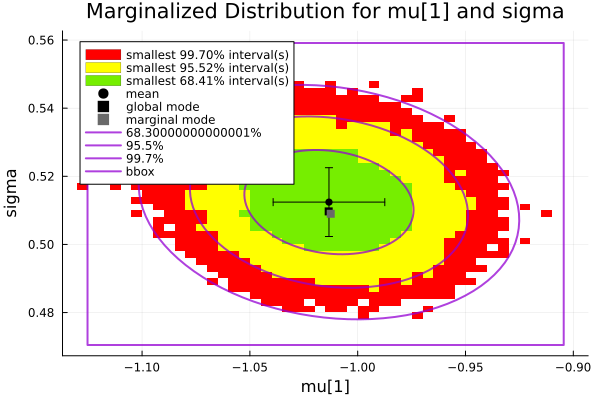 Marginalized Distribution for mu[1] and sigma
smallest 99.70% interval(s)
smallest 95.52% interval(s)
smallest 68.41% interval(s)
mean
global mode
marginal mode
68.30000000000001%
95.5%
99.7%
bbox
0.56
0.54
0.52
0.50
0.48
sigma
−1.10
−1.05
−1.00
−0.95
−0.90
mu[1]